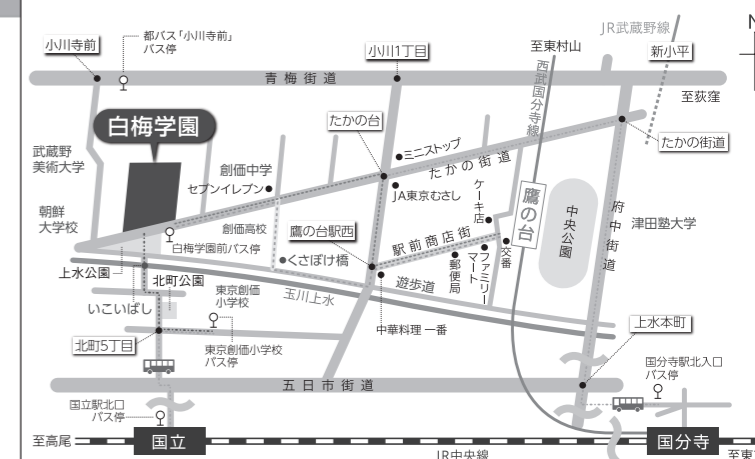 JR武蔵野線
N
小川寺前
都バス「小川寺前」
バス停
小川1丁目
至東村山
新小平
青梅街道
西武国分寺線
至荻窪
白梅学園
たかの台
ミニストップ
たかの街道
たかの街道
武蔵野
美術大学
創価中学
セブンイレブン
JA東京むさし
ケーキ店
鷹の台
中央公園
府中街道
津田塾大学
朝鮮
大学校
創価高校
鷹の台駅西
駅前商店街
白梅学園前バス停
くさぼけ橋
郵便局
ファミリー
マート
交番
上水公園
北町公園
遊歩道
いこいばし
東京創価
小学校
玉川上水
中華料理 一番
北町5丁目
東京創価小学校
バス停
上水本町
国分寺駅北入口
バス停
五日市街道
国立駅北口
バス停
至高尾
国立
JR中央線
国分寺
至東